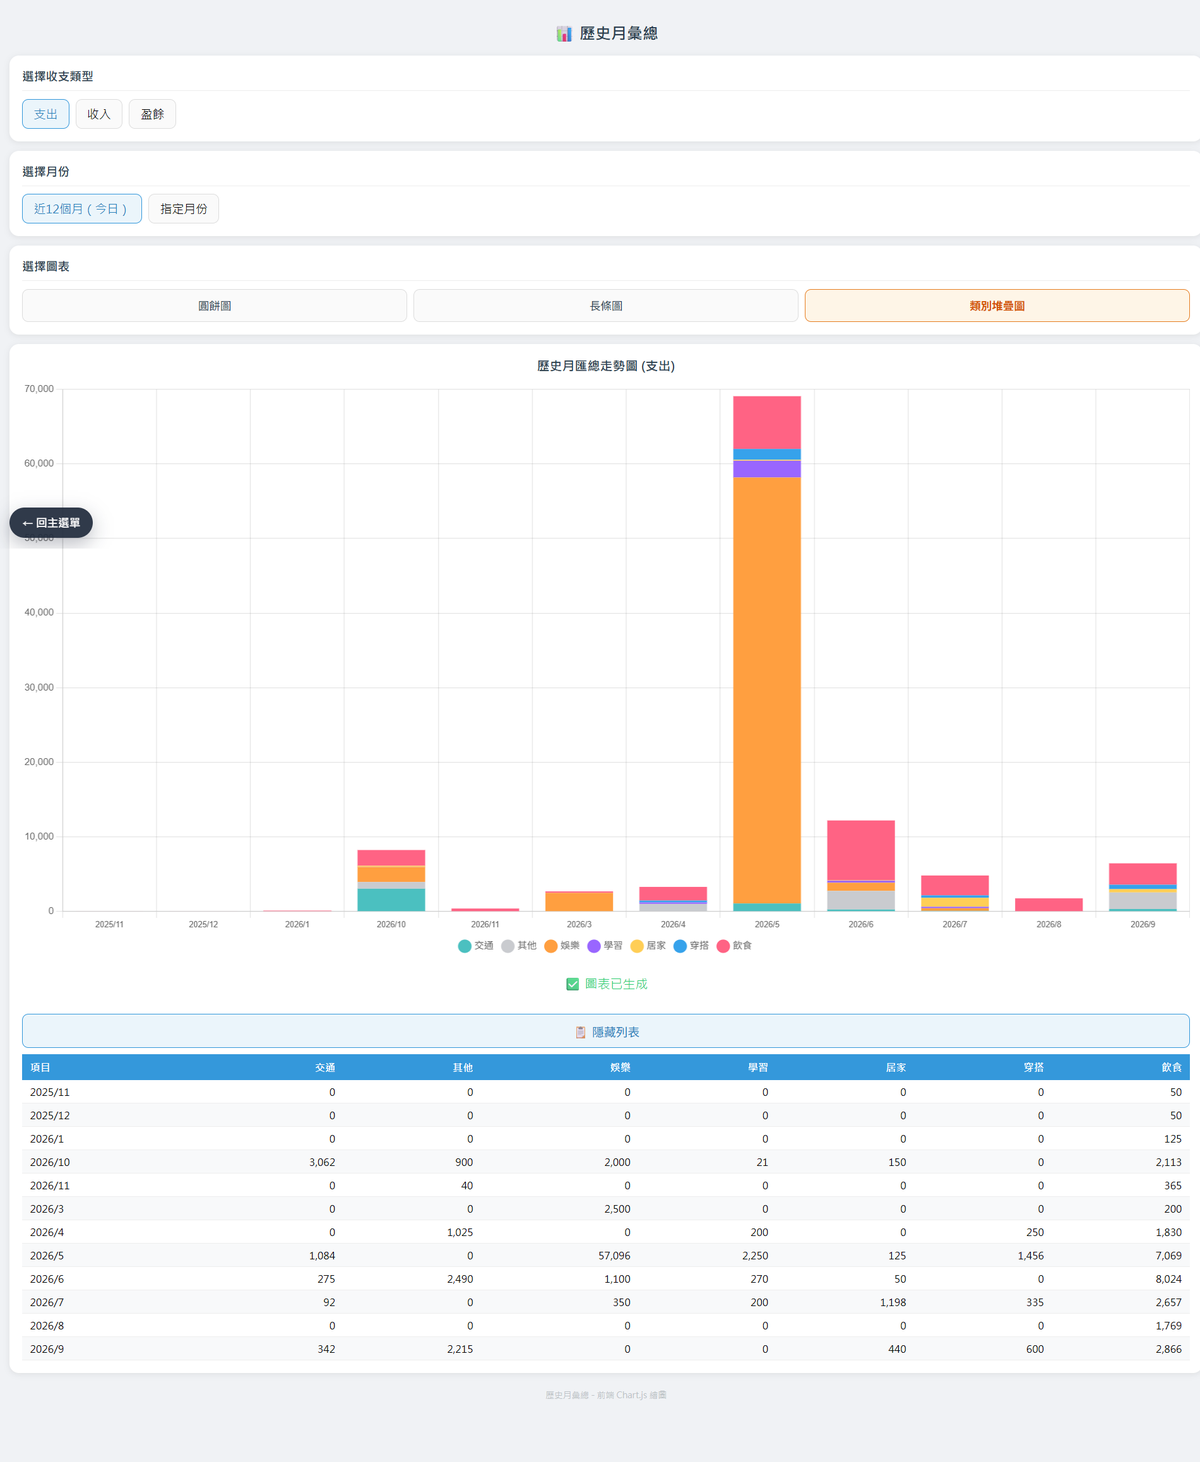 📊 歷史月彙總
選擇收支類型
支出 收入 盈餘
選擇月份
近12個月 ( 今日 ) 指定月份
選擇圖表
圓餅圖 長條圖 類別堆疊圖
歷史月匯總走勢圖 (支出)
70,000
60,000
← 回主選單
50,000
40,000
30,000
20,000
10,000
0
2025/11 2025/12 2026/1 2026/10 2026/11 2026/3 2026/4 2026/5 2026/6 2026/7 2026/8 2026/9
交通 其他 娛樂 學習 居家 穿搭 飲食
✅ 圖表已生成
📋 隱藏列表
項目 交通 其他 娛樂 學習 居家 穿搭 飲食
2025/11 0 0 0 0 0 0 50
2025/12 0 0 0 0 0 0 50
2026/1 0 0 0 0 0 0 125
2026/10 3,062 900 2,000 21 150 0 2,113
2026/11 0 40 0 0 0 0 365
2026/3 0 0 2,500 0 0 0 200
2026/4 0 1,025 0 200 0 250 1,830
2026/5 1,084 0 57,096 2,250 125 1,456 7,069
2026/6 275 2,490 1,100 270 50 0 8,024
2026/7 92 0 350 200 1,198 335 2,657
2026/8 0 0 0 0 0 0 1,769
2026/9 342 2,215 0 0 440 600 2,866
歷史月彙總 - 前端 Chart.js 繪圖